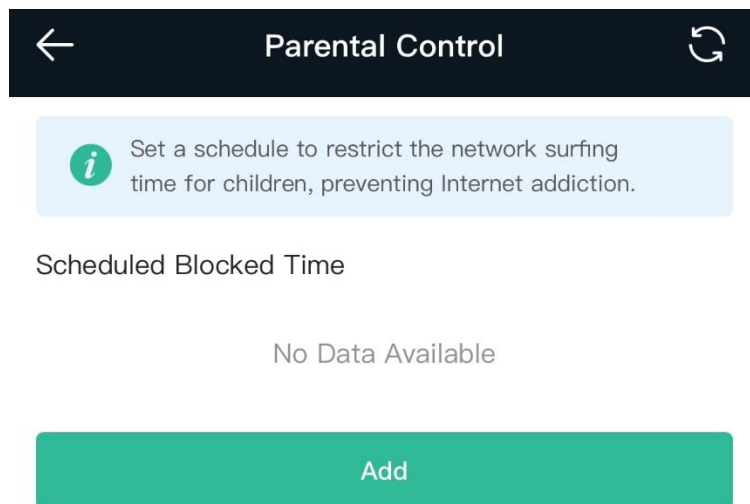 Parental Control
Set a schedule to restrict the network surfing
time for children, preventing Internet addiction.
Scheduled Blocked Time
No Data Available
Add